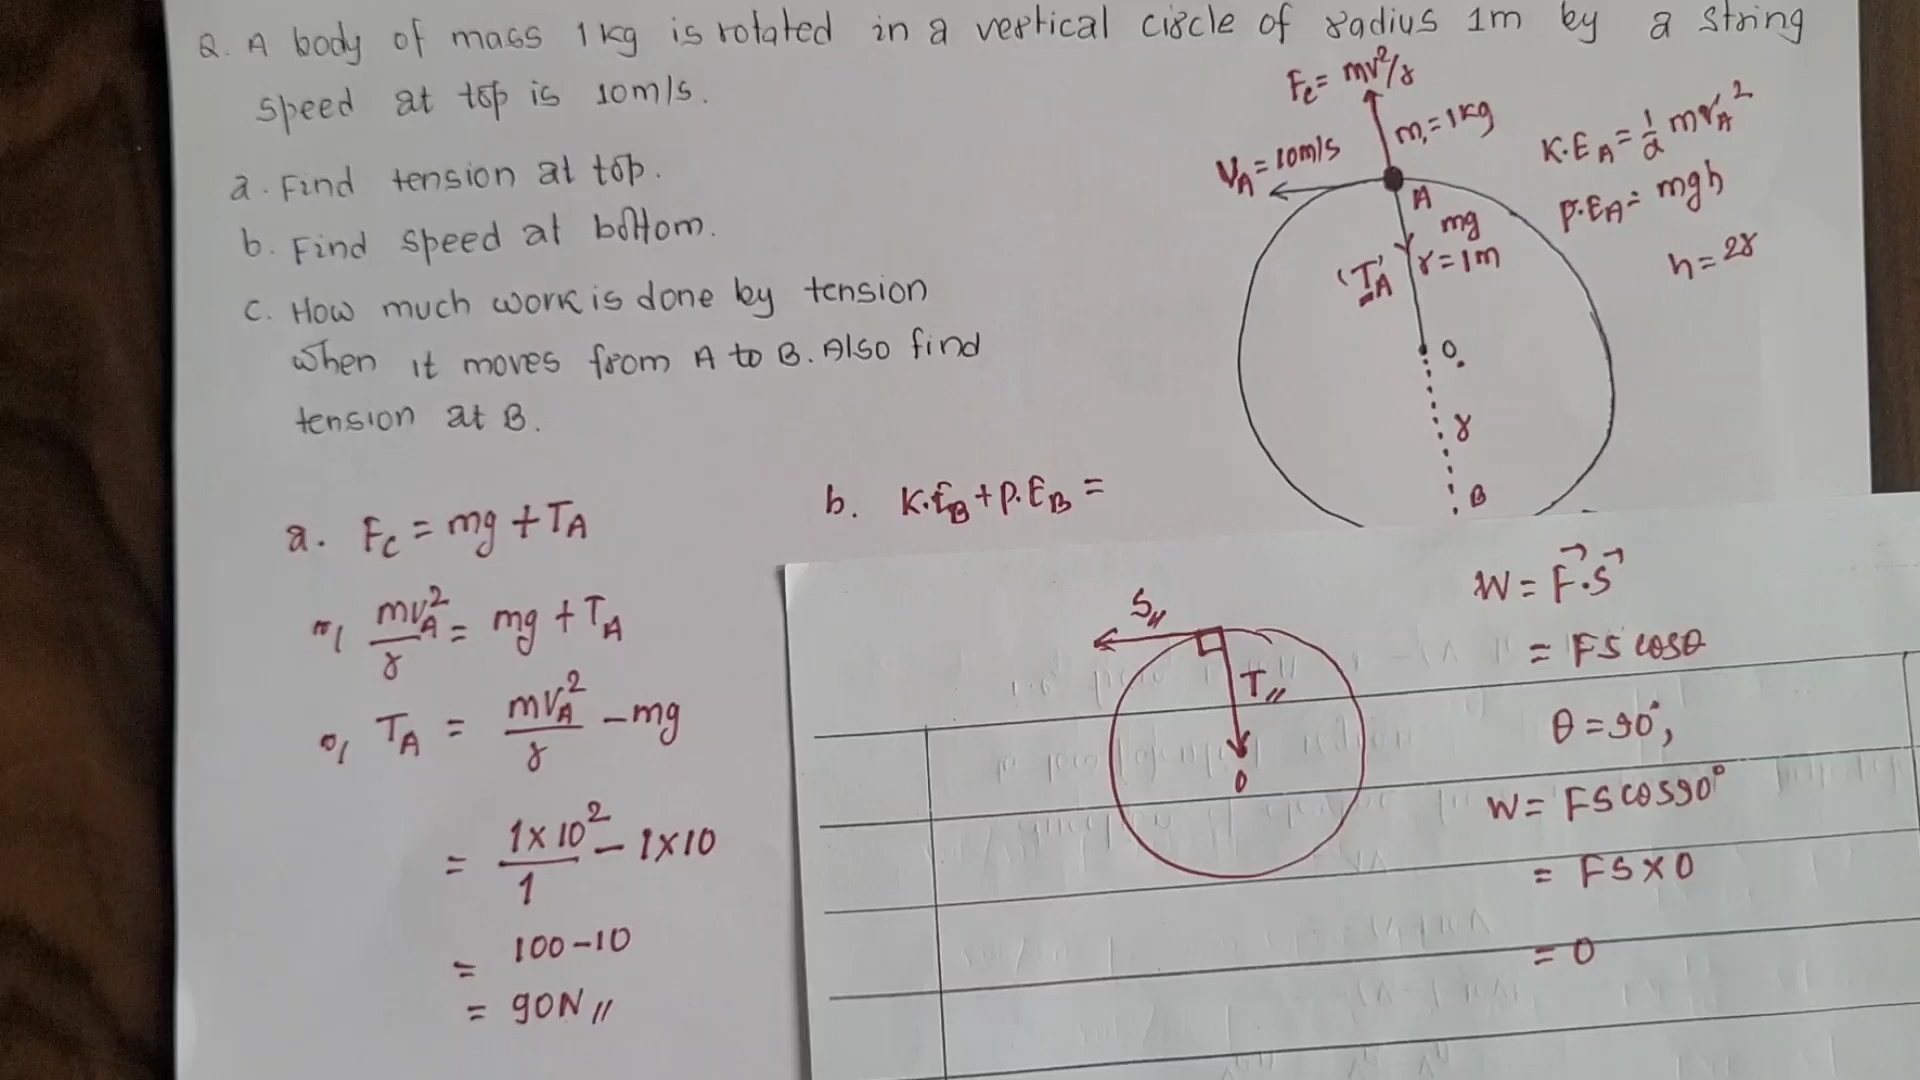 Q. A body of mass 1kg is rotated in a vertical circle of radius 1m by a string
speed at top is 10m/s.
a. Find tension at top.
b. Find speed at bottom.
c. How much work is done by tension
when it moves from A to B. Also find
tension at B.
Fc = mv²/r
m = 1kg
VA = 10m/s
A
mg
(TA)
r = 1m
O
r
B
K.EA = 1/2 mVA²
P.EA = mgh
h = 2r
a. Fc = mg + TA
mvA²/r = mg + TA
TA = mvA²/r - mg
= 1×10²/1 - 1×10
= 100-10
= 90N //
b. K.EB + P.EB =
S//
T//
O
W = F⃗.S⃗
= FS cosθ
θ = 90°,
W = FS cos90°
= FS×0
= 0